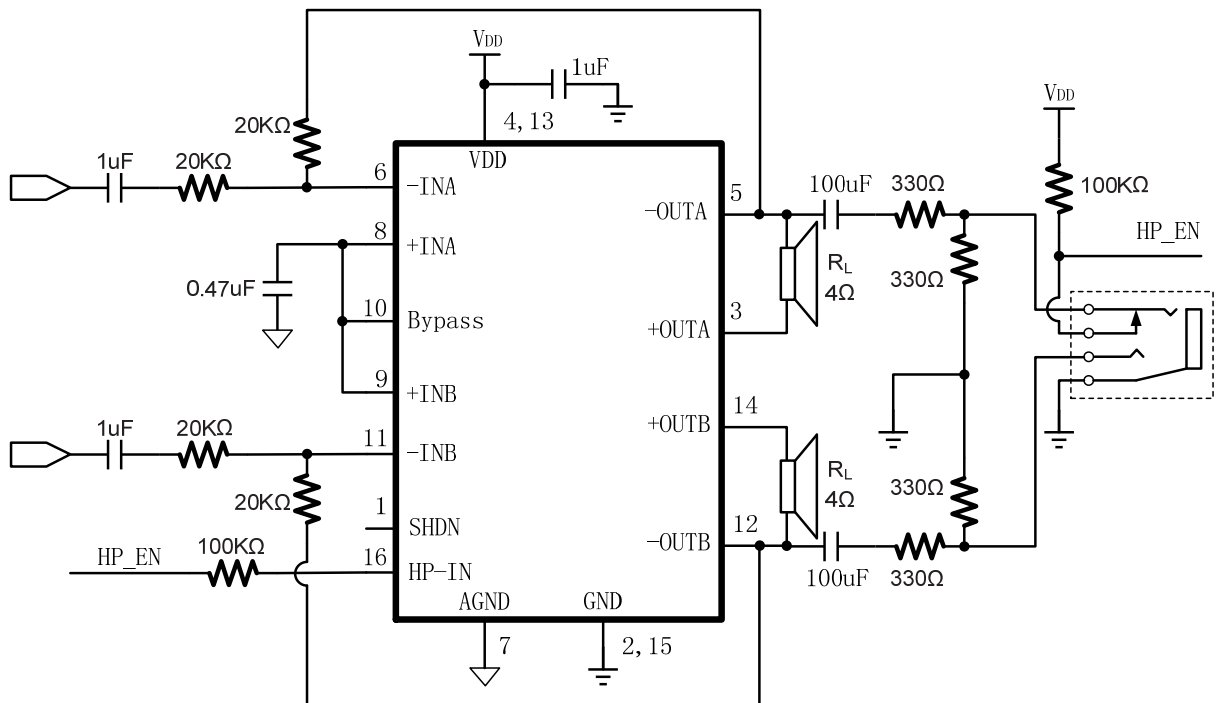 VDD
1uF
4,13
20KΩ
1uF
20KΩ
VDD
6
-INA
8
+INA
0.47uF
10
Bypass
9
+INB
1uF
20KΩ
11
-INB
20KΩ
1
SHDN
HP_EN
100KΩ
16
HP-IN
AGND
7
GND
2,15
5
-OUTA
100uF
330Ω
330Ω
RL
4Ω
3
+OUTA
14
+OUTB
RL
4Ω
12
-OUTB
330Ω
100uF
330Ω
VDD
100KΩ
HP_EN